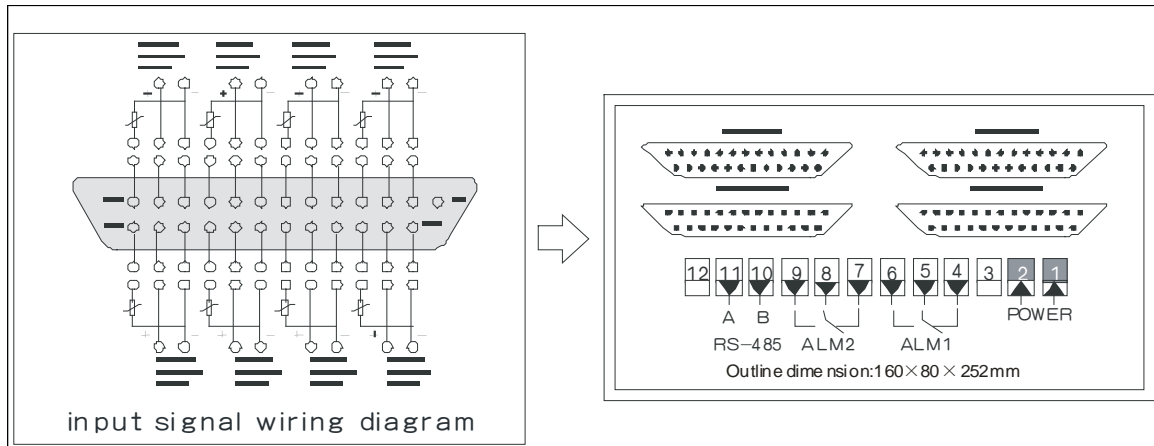 12 11 10 9 8 7 6 5 4 3 2 1
A B POWER
RS-485 ALM2 ALM1
Outline dimension:160×80×252mm
input signal wiring diagram